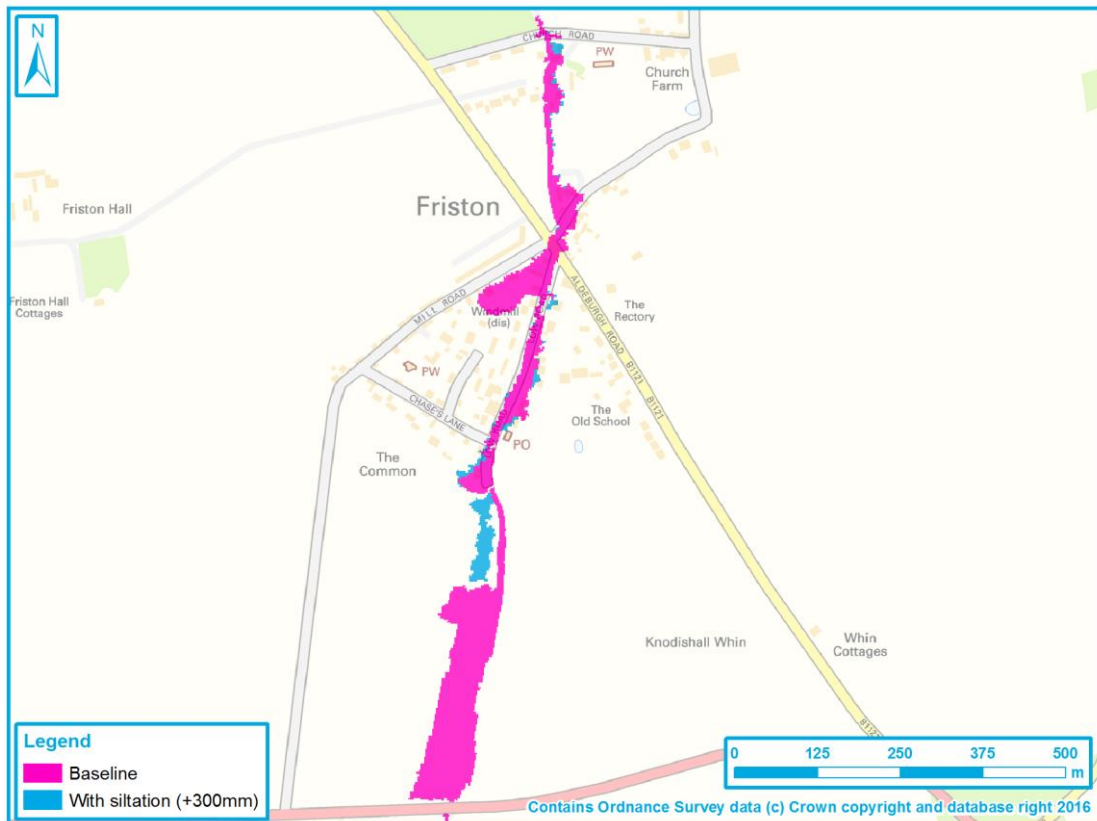 N
CHURCH ROAD
PW
Church
Farm
Friston
Friston Hall
Friston Hall
Cottages
MILL ROAD
Windmill
(dis)
The
Rectory
ALDEBURGH ROAD B1121 B1121
PW
CHASE'S LANE
The
Old School
PO
The
Common
Knodishall Whin
Whin
Cottages
B1121
Legend
Baseline
With siltation (+300mm)
0 125 250 375 500
m
Contains Ordnance Survey data (c) Crown copyright and database right 2016